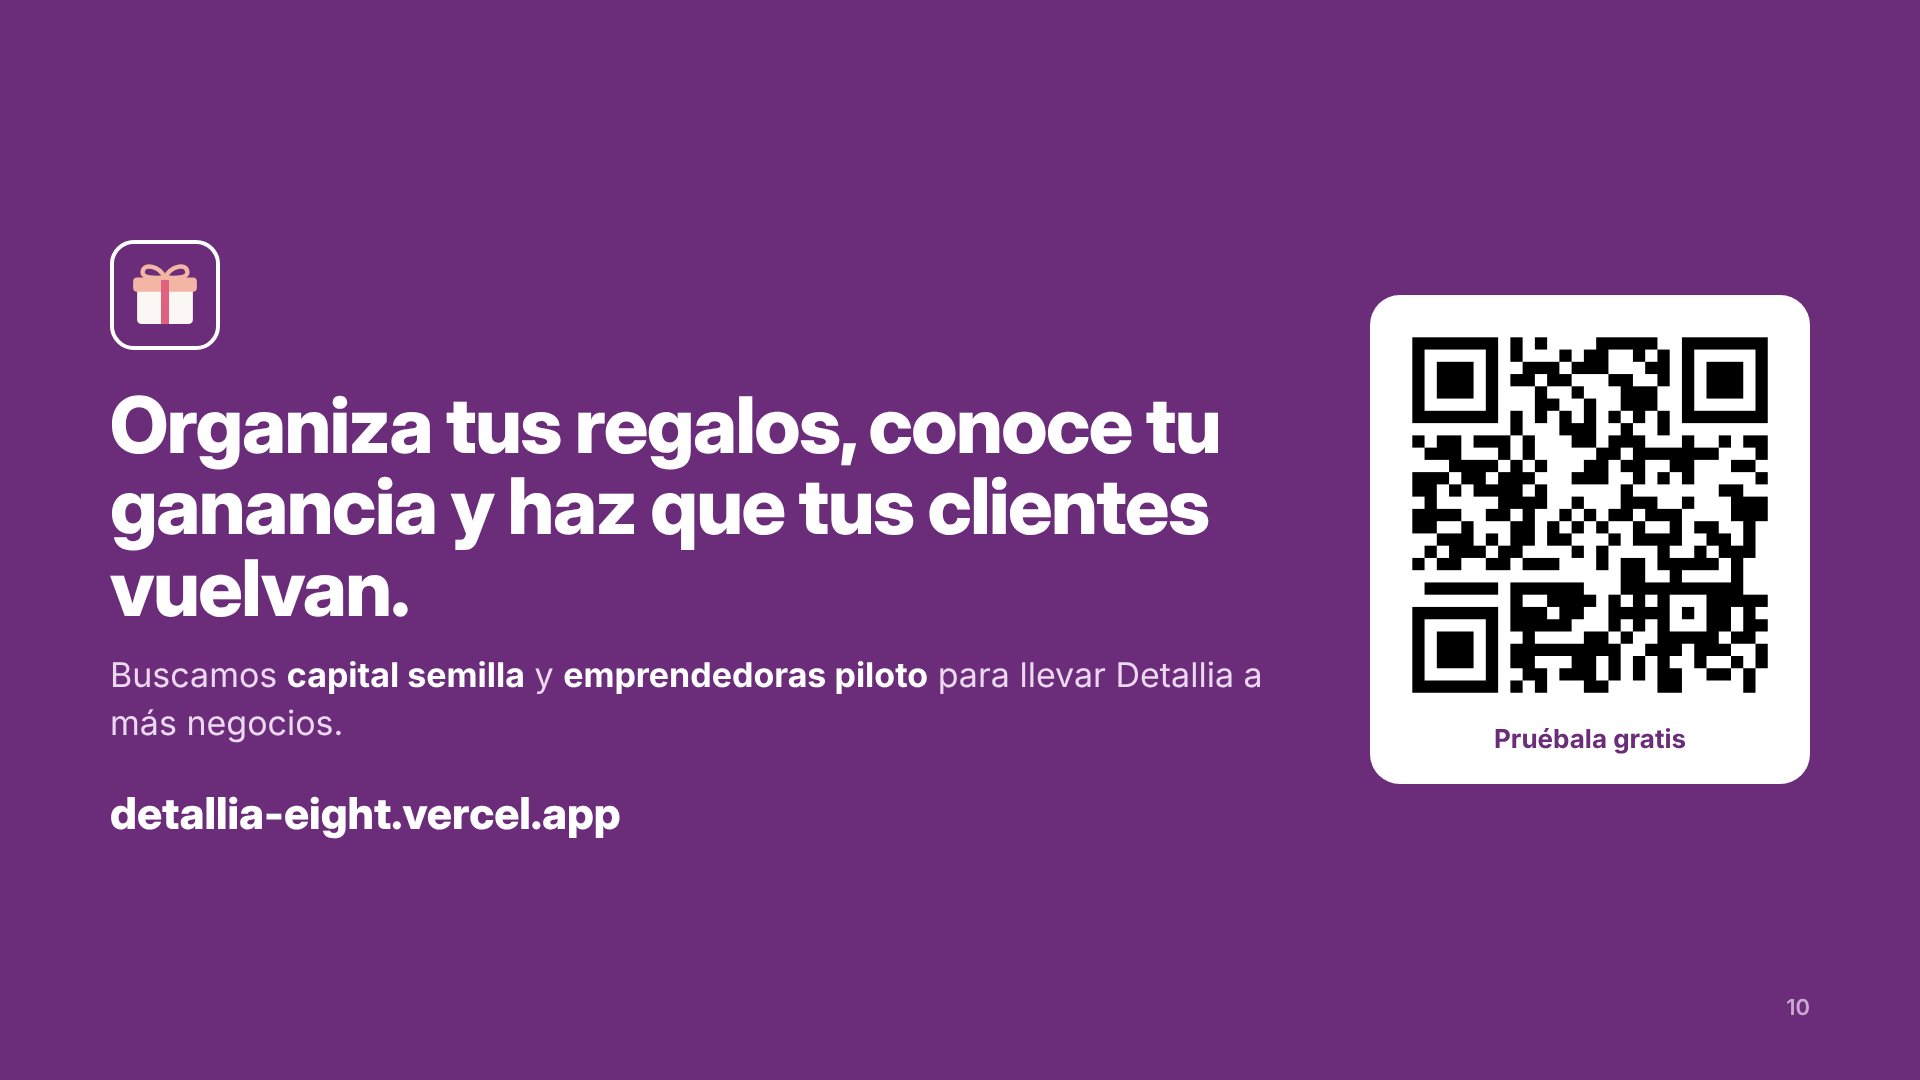 Organiza tus regalos, conoce tu
ganancia y haz que tus clientes
vuelvan.
Buscamos capital semilla y emprendedoras piloto para llevar Detallia a
más negocios.
detallia-eight.vercel.app
Pruébala gratis
10